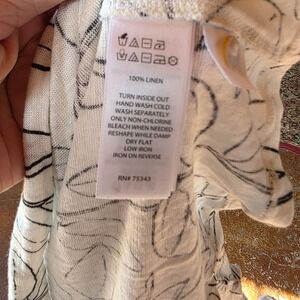 100% LINEN
TURN INSIDE OUT
HAND WASH COLD
WASH SEPARATELY
ONLY NON-CHLORINE
BLEACH WHEN NEEDED
RESHAPE WHILE DAMP
DRY FLAT
LOW IRON
IRON ON REVERSE
RN# 75343